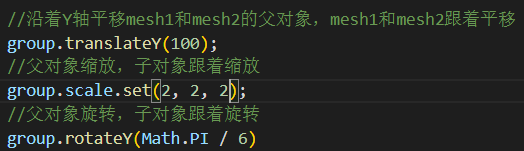 //沿着Y轴平移mesh1和mesh2的父对象，mesh1和mesh2跟着平移
group.translateY(100);
//父对象缩放，子对象跟着缩放
group.scale.set(2, 2, 2);
//父对象旋转，子对象跟着旋转
group.rotateY(Math.PI / 6)